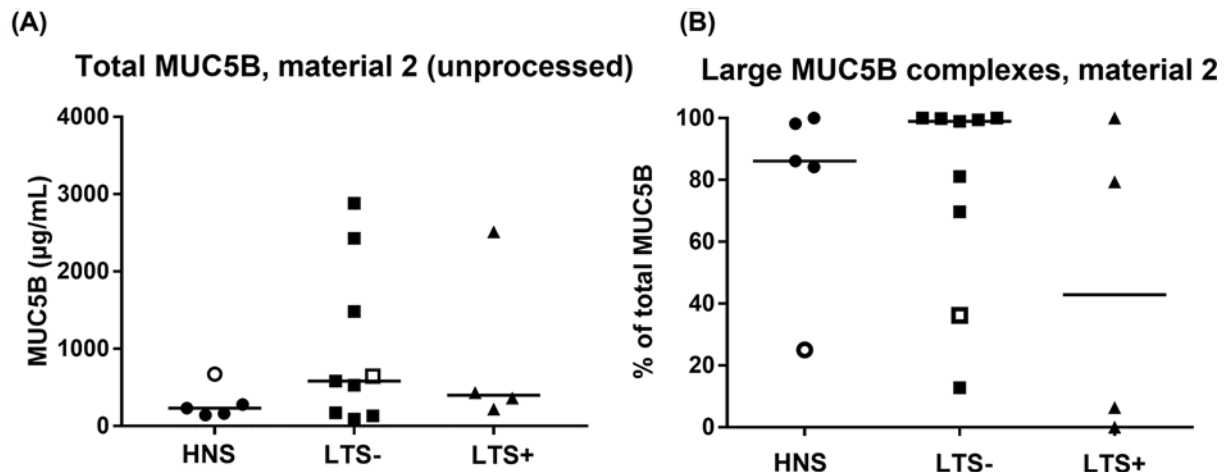 (A)
Total MUC5B, material 2 (unprocessed)
MUC5B (µg/mL)
4000
3000
2000
1000
0
HNS
LTS-
LTS+
(B)
Large MUC5B complexes, material 2
% of total MUC5B
100
80
60
40
20
0
HNS
LTS-
LTS+